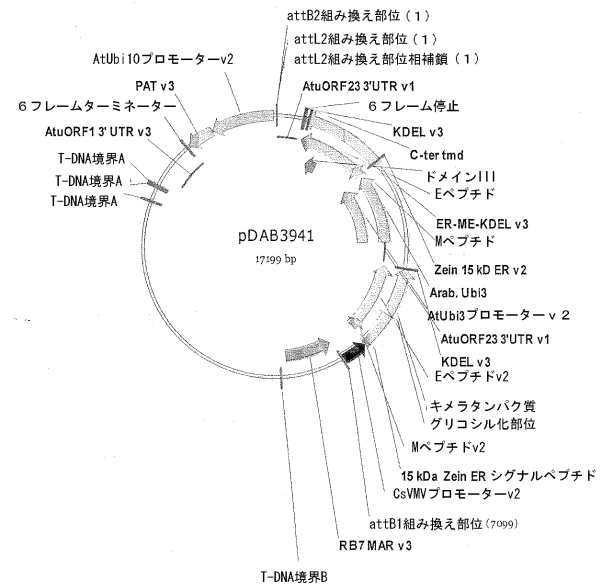 attB2組み換え部位(1)
attL2組み換え部位(1)
attL2組み換え部位相補鎖(1)
AtUbi10プロモーターv2
AtuORF23 3'UTR v1
PAT v3
6フレーム停止
6フレームターミネーター
KDEL v3
AtuORF1 3' UTR v3
C-ter tmd
T-DNA境界A
ドメインIII
T-DNA境界A
Eペプチド
T-DNA境界A
ER-ME-KDEL v3
Mペプチド
pDAB3941
17199 bp
Zein 15 kD ER v2
Arab. Ubi3
AtUbi3プロモーターv2
AtuORF23 3'UTR v1
KDEL v3
Eペプチドv2
キメラタンパク質
グリコシル化部位
Mペプチドv2
15 kDa Zein ER シグナルペプチド
CsVMVプロモーターv2
attB1組み換え部位(7099)
RB7 MAR v3
T-DNA境界B